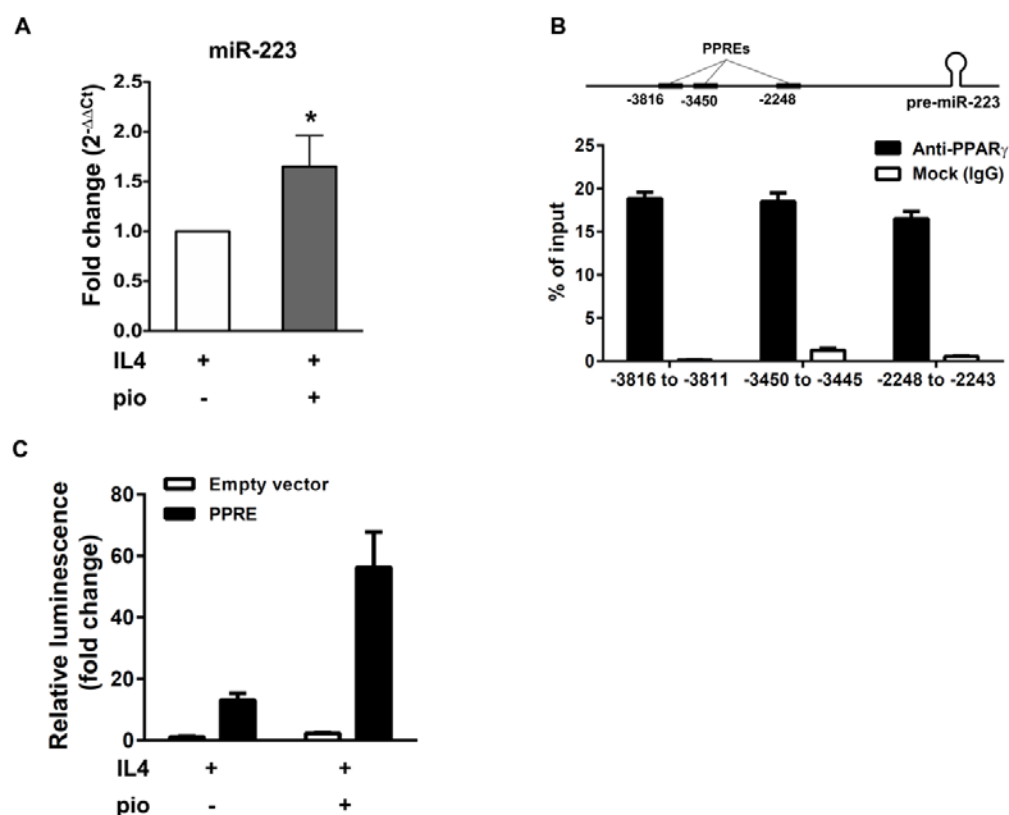 A
miR-223
Fold change (2-ΔΔCt)
2.5
2.0
1.5
1.0
0.5
0.0
*
IL4 + +
pio - +
B
PPREs
-3816 -3450 -2248 pre-miR-223
Anti-PPARγ
Mock (IgG)
% of input
25
20
15
10
5
0
-3816 to -3811 -3450 to -3445 -2248 to -2243
C
Empty vector
PPRE
Relative luminescence
(fold change)
80
60
40
20
0
IL4 + +
pio - +